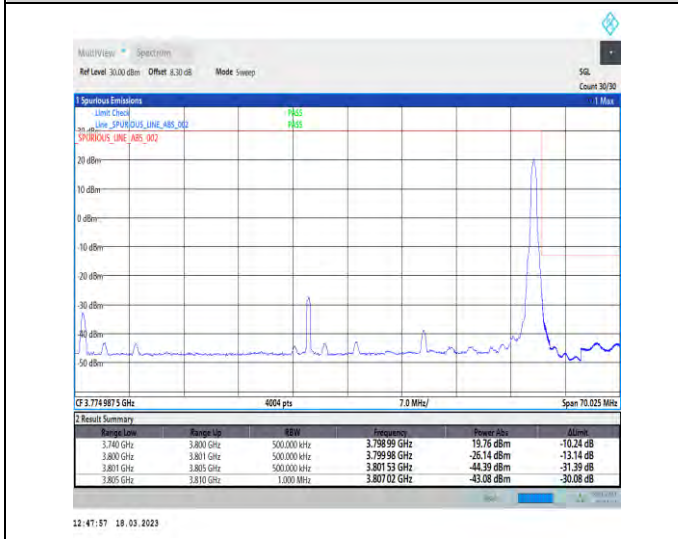 MultiView Spectrum
Ref Level 30.00 dBm Offset 8.30 dB Mode Sweep SGL
Count 30/30
1 Spurious Emissions 1 Max
Limit Check PASS
Line _SPURIOUS_LINE_ABS_002 PASS
_SPURIOUS_LINE_ABS_002
20 dBm
10 dBm
0 dBm
-10 dBm
-20 dBm
-30 dBm
-40 dBm
-50 dBm
CF 3.774 987 5 GHz 4004 pts 7.0 MHz/ Span 70.025 MHz
2 Result Summary
Range Low Range Up RBW Frequency Power Abs ΔLimit
3.740 GHz 3.800 GHz 500.000 kHz 3.798 99 GHz 19.76 dBm -10.24 dB
3.800 GHz 3.801 GHz 500.000 kHz 3.799 98 GHz -26.14 dBm -13.14 dB
3.801 GHz 3.805 GHz 500.000 kHz 3.801 53 GHz -44.39 dBm -31.39 dB
3.805 GHz 3.810 GHz 1.000 MHz 3.807 02 GHz -43.08 dBm -30.08 dB
12:47:57 18.03.2023